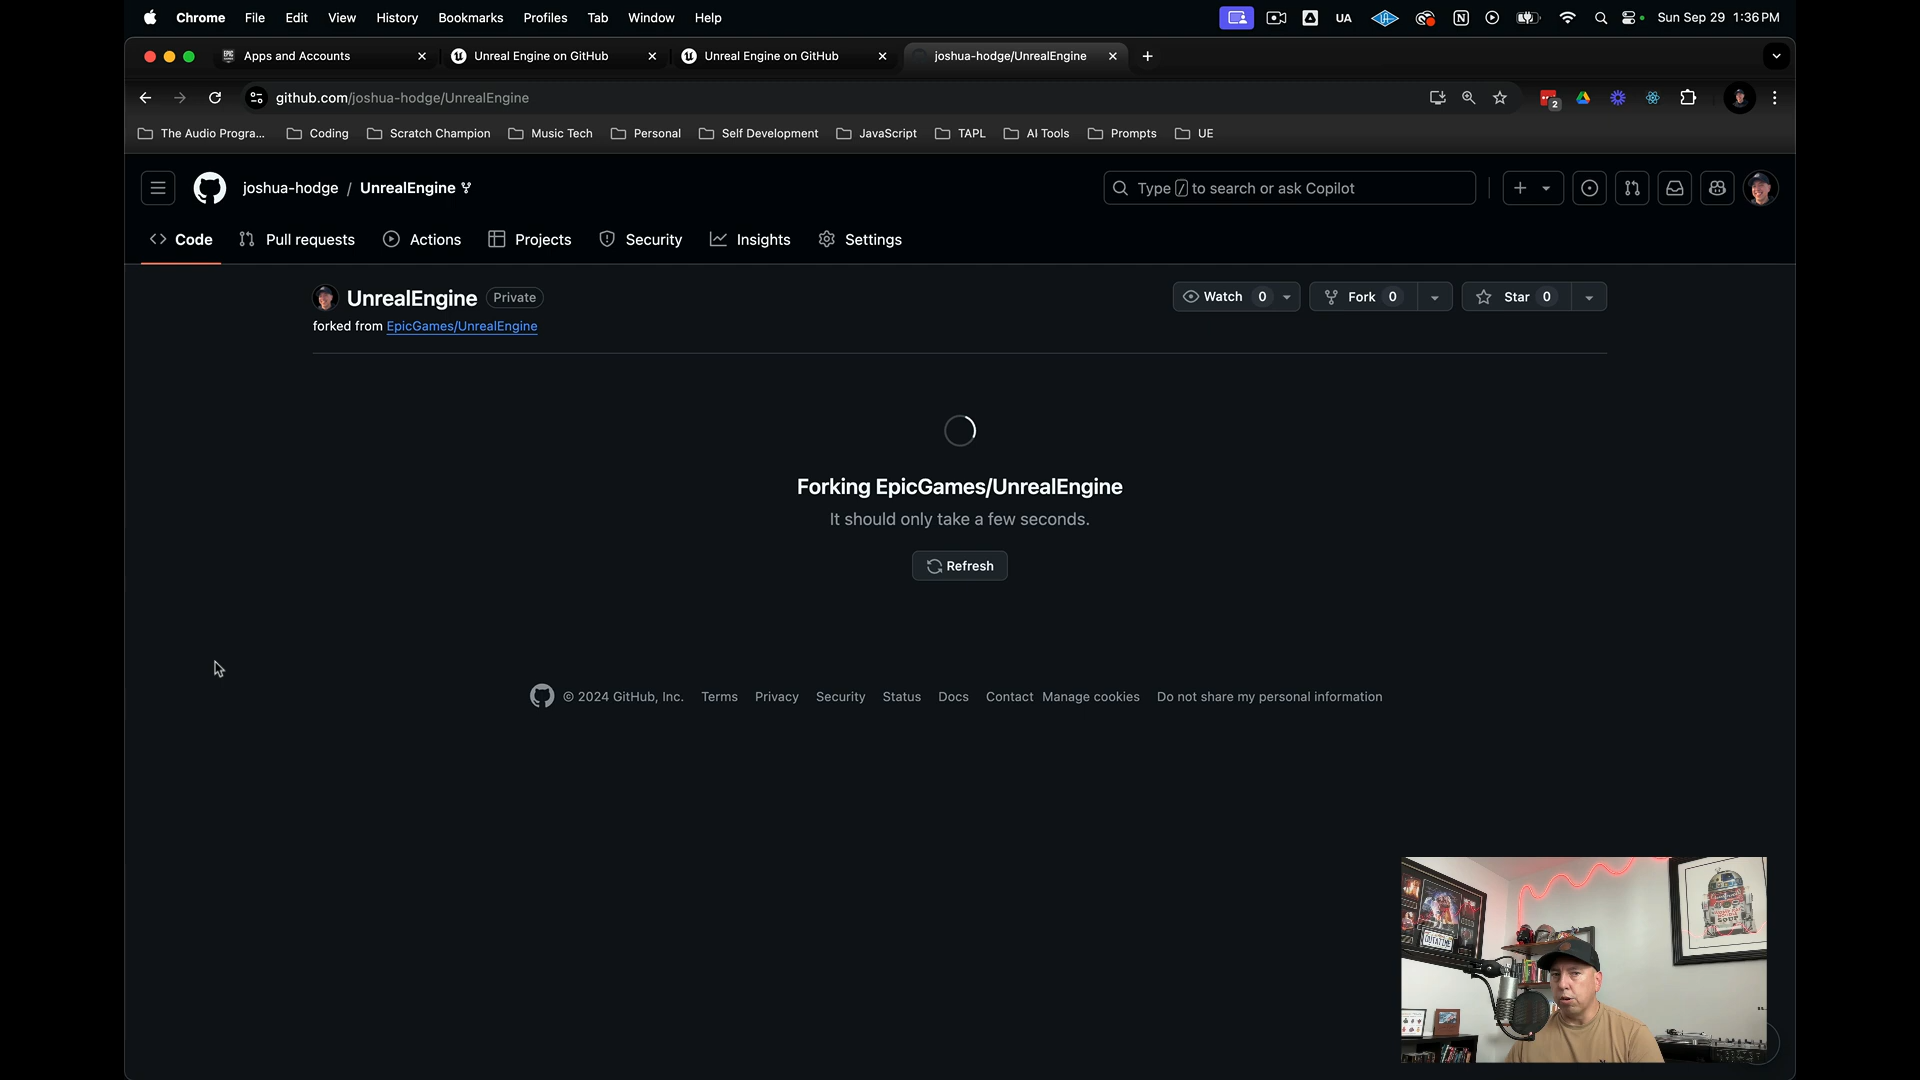 Chrome File Edit View History Bookmarks Profiles Tab Window Help UA Sun Sep 29 1:36 PM
Apps and Accounts Unreal Engine on GitHub Unreal Engine on GitHub joshua-hodge/UnrealEngine
github.com/joshua-hodge/UnrealEngine 2
The Audio Progra... Coding Scratch Champion Music Tech Personal Self Development JavaScript TAPL AI Tools Prompts UE
joshua-hodge / UnrealEngine Type / to search or ask Copilot
Code Pull requests Actions Projects Security Insights Settings
UnrealEngine Private Watch 0 Fork 0 Star 0
forked from EpicGames/UnrealEngine
Forking EpicGames/UnrealEngine
It should only take a few seconds.
Refresh
© 2024 GitHub, Inc. Terms Privacy Security Status Docs Contact Manage cookies Do not share my personal information
OUTATIME